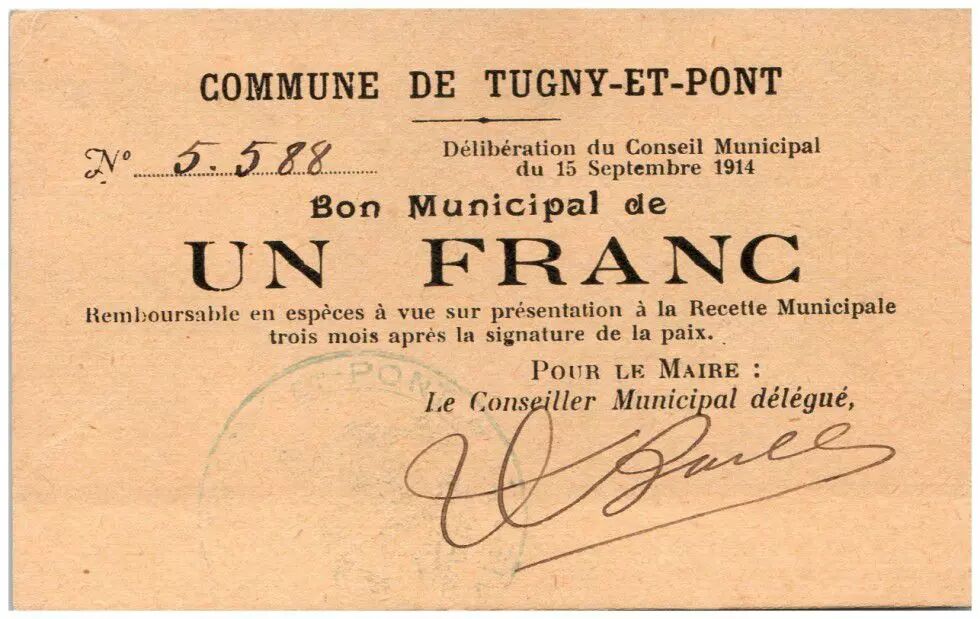 COMMUNE DE TUGNY-ET-PONT
N° 5.588
Délibération du Conseil Municipal
du 15 Septembre 1914
Bon Municipal de
UN FRANC
Remboursable en espèces à vue sur présentation à la Recette Municipale
trois mois après la signature de la paix.
POUR LE MAIRE :
Le Conseiller Municipal délégué,
ET-PONT